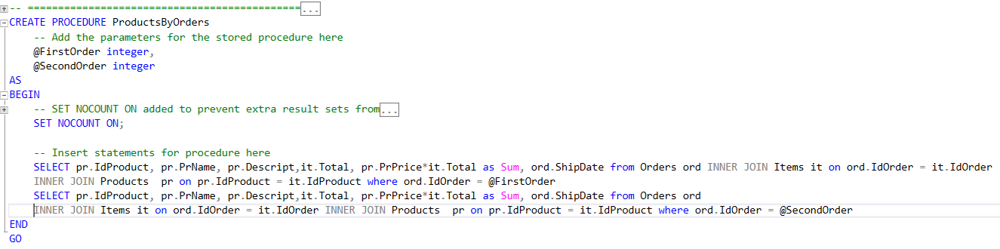 -- =============================================...
CREATE PROCEDURE ProductsByOrders
    -- Add the parameters for the stored procedure here
    @FirstOrder integer,
    @SecondOrder integer
AS
BEGIN
    -- SET NOCOUNT ON added to prevent extra result sets from...
    SET NOCOUNT ON;

    -- Insert statements for procedure here
    SELECT pr.IdProduct, pr.PrName, pr.Descript,it.Total, pr.PrPrice*it.Total as Sum, ord.ShipDate from Orders ord INNER JOIN Items it on ord.IdOrder = it.IdOrder
    INNER JOIN Products  pr on pr.IdProduct = it.IdProduct where ord.IdOrder = @FirstOrder
    SELECT pr.IdProduct, pr.PrName, pr.Descript,it.Total, pr.PrPrice*it.Total as Sum, ord.ShipDate from Orders ord
    INNER JOIN Items it on ord.IdOrder = it.IdOrder INNER JOIN Products  pr on pr.IdProduct = it.IdProduct where ord.IdOrder = @SecondOrder
END
GO